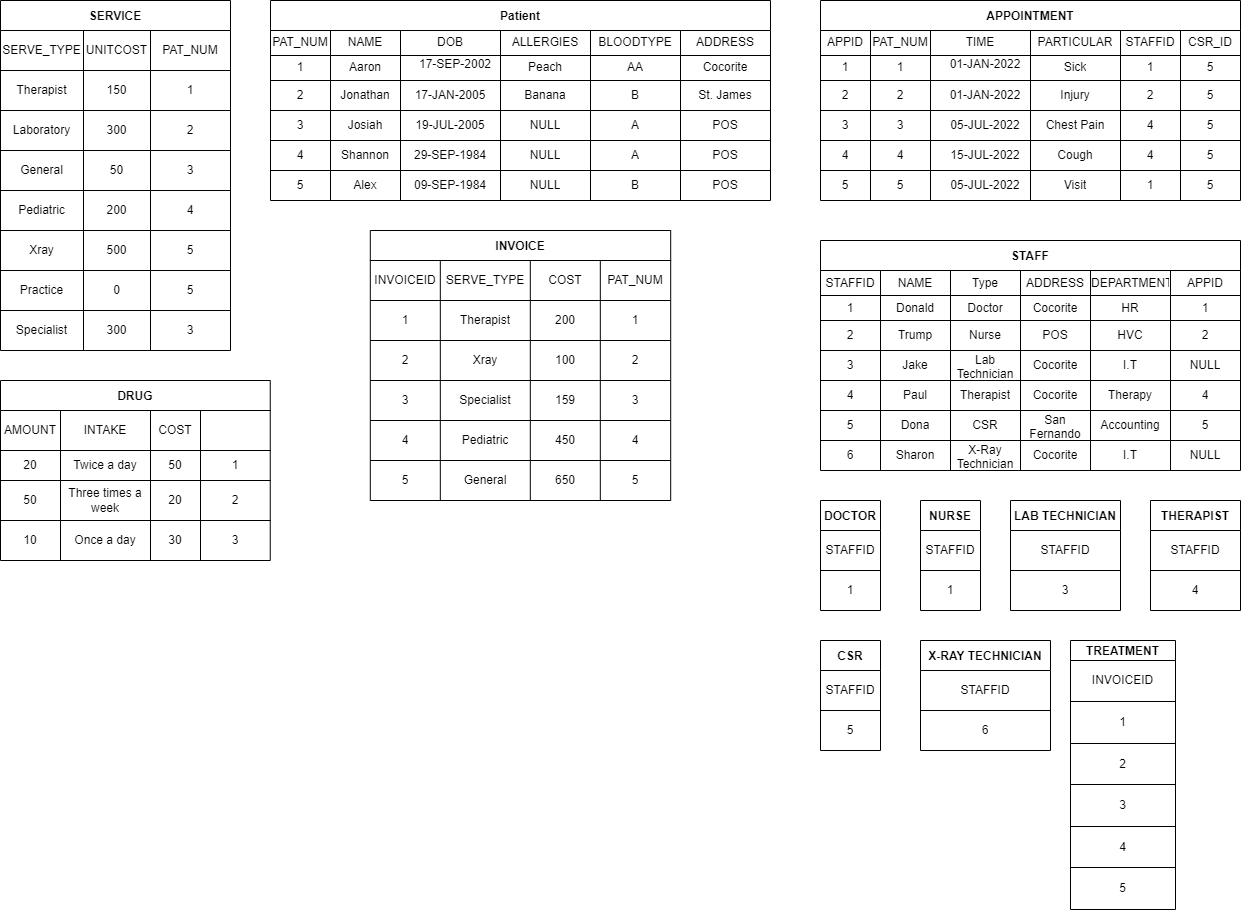 SERVICE
SERVE_TYPE UNITCOST PAT_NUM
Therapist 150 1
Laboratory 300 2
General 50 3
Pediatric 200 4
Xray 500 5
Practice 0 5
Specialist 300 3
Patient
PAT_NUM NAME DOB ALLERGIES BLOODTYPE ADDRESS
1 Aaron 17-SEP-2002 Peach AA Cocorite
2 Jonathan 17-JAN-2005 Banana B St. James
3 Josiah 19-JUL-2005 NULL A POS
4 Shannon 29-SEP-1984 NULL A POS
5 Alex 09-SEP-1984 NULL B POS
APPOINTMENT
APPID PAT_NUM TIME PARTICULAR STAFFID CSR_ID
1 1 01-JAN-2022 Sick 1 5
2 2 01-JAN-2022 Injury 2 5
3 3 05-JUL-2022 Chest Pain 4 5
4 4 15-JUL-2022 Cough 4 5
5 5 05-JUL-2022 Visit 1 5
INVOICE
INVOICEID SERVE_TYPE COST PAT_NUM
1 Therapist 200 1
2 Xray 100 2
3 Specialist 159 3
4 Pediatric 450 4
5 General 650 5
STAFF
STAFFID NAME Type ADDRESS DEPARTMENT APPID
1 Donald Doctor Cocorite HR 1
2 Trump Nurse POS HVC 2
3 Jake Lab Technician Cocorite I.T NULL
4 Paul Therapist Cocorite Therapy 4
5 Dona CSR San Fernando Accounting 5
6 Sharon X-Ray Technician Cocorite I.T NULL
DRUG
AMOUNT INTAKE COST
20 Twice a day 50 1
50 Three times a week 20 2
10 Once a day 30 3
DOCTOR
STAFFID
1
NURSE
STAFFID
1
LAB TECHNICIAN
STAFFID
3
THERAPIST
STAFFID
4
CSR
STAFFID
5
X-RAY TECHNICIAN
STAFFID
6
TREATMENT
INVOICEID
1
2
3
4
5